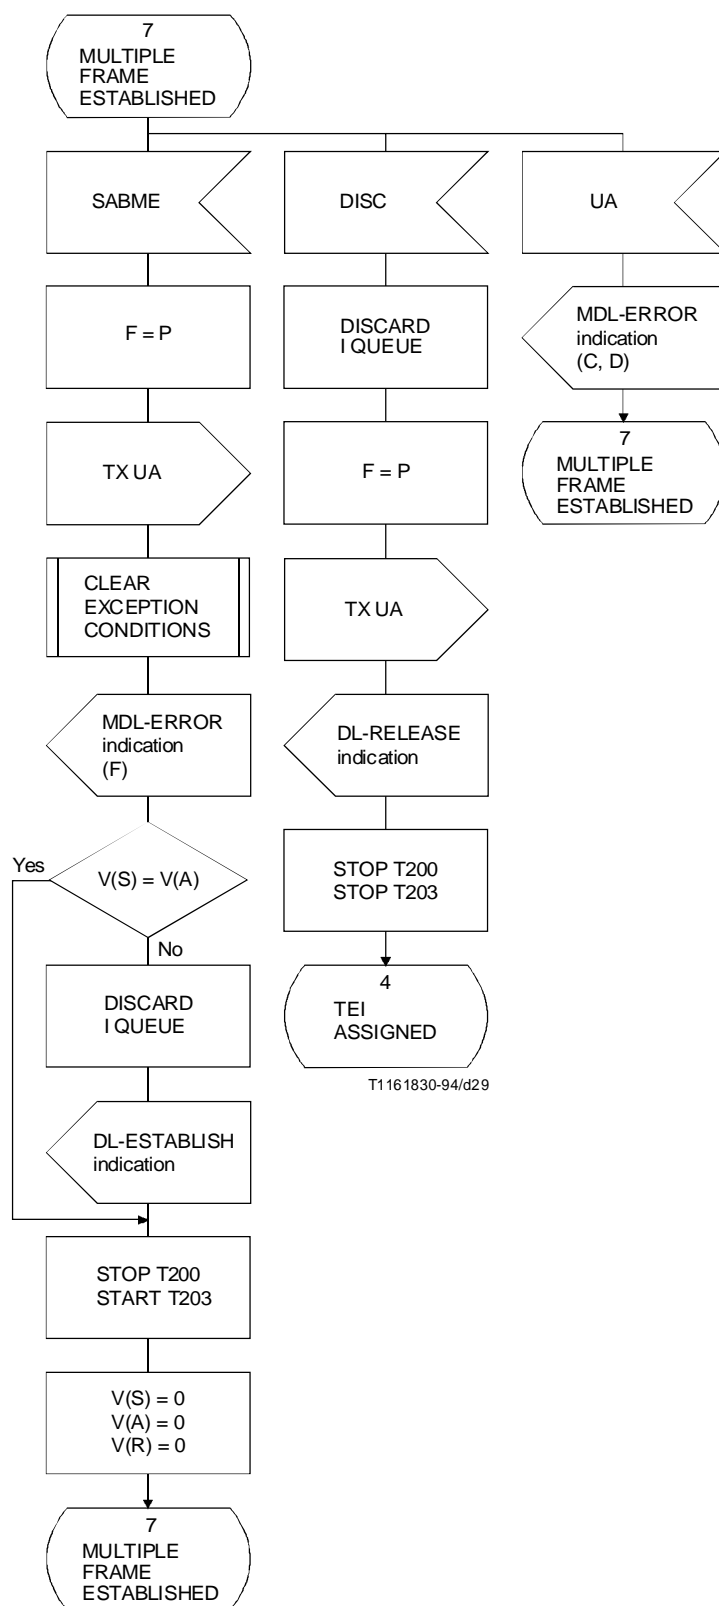 7
MULTIPLE
FRAME
ESTABLISHED
SABME
F = P
TX UA
CLEAR
EXCEPTION
CONDITIONS
MDL-ERROR
indication
(F)
V(S) = V(A)
Yes
No
DISCARD
I QUEUE
DL-ESTABLISH
indication
STOP T200
START T203
V(S) = 0
V(A) = 0
V(R) = 0
7
MULTIPLE
FRAME
ESTABLISHED
DISC
DISCARD
I QUEUE
F = P
TX UA
DL-RELEASE
indication
STOP T200
STOP T203
4
TEI
ASSIGNED
T1161830-94/d29
UA
MDL-ERROR
indication
(C, D)
7
MULTIPLE
FRAME
ESTABLISHED